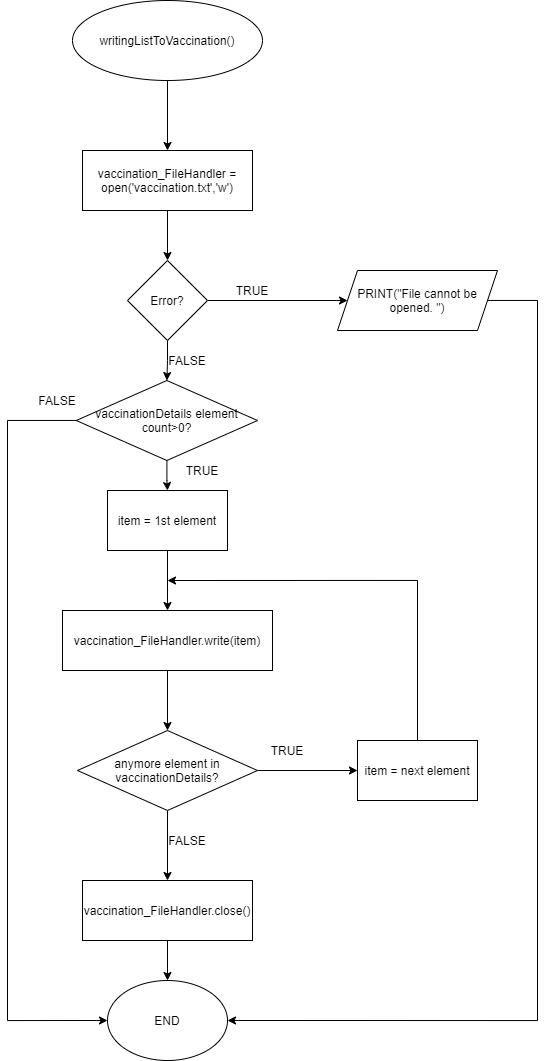 writingListToVaccination()
vaccination_FileHandler =
open('vaccination.txt','w')
Error?
TRUE
PRINT("File cannot be
opened. ")
FALSE
FALSE
vaccinationDetails element
count>0?
TRUE
item = 1st element
vaccination_FileHandler.write(item)
anymore element in
vaccinationDetails?
TRUE
item = next element
FALSE
vaccination_FileHandler.close()
END